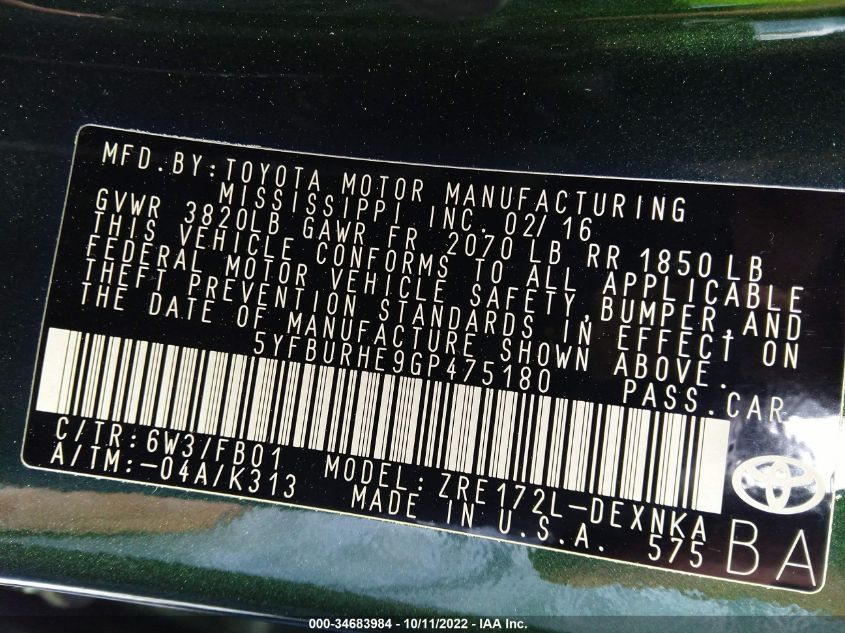 MFD.BY:TOYOTA MOTOR MANUFACTURING
MISSISSIPPI INC. 02/16
GVWR 3820LB GAWR FR 2070LB RR 1850LB
THIS VEHICLE CONFORMS TO ALL APPLICABLE
FEDERAL MOTOR VEHICLE SAFETY,BUMPER,AND
THEFT PREVENTION STANDARDS IN EFFECT ON
THE DATE OF MANUFACTURE SHOWN ABOVE.
5YFBURHE9GP475180 PASS.CAR
C/TR:6W3/FB01 MODEL:ZRE172L-DEXNKA
A/TM:-04A/K313 MADE IN U.S.A. 575
BA
000-34683984 - 10/11/2022 - IAA Inc.